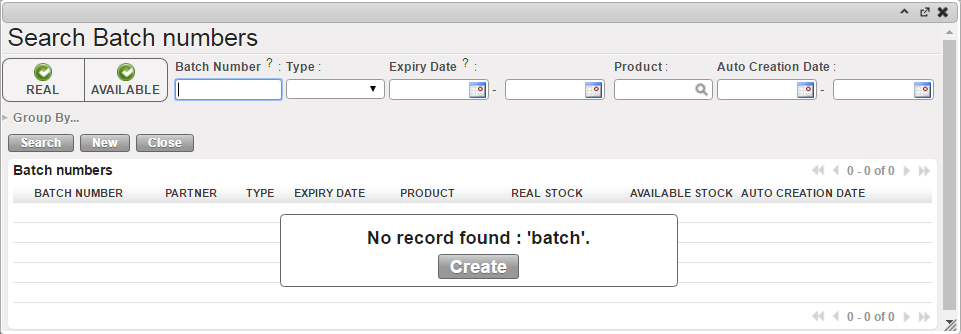 Search Batch numbers
Batch Number ? : Type : Expiry Date ? : Product : Auto Creation Date :
REAL AVAILABLE - -
Group By...
Search New Close
Batch numbers 0 - 0 of 0
BATCH NUMBER PARTNER TYPE EXPIRY DATE PRODUCT REAL STOCK AVAILABLE STOCK AUTO CREATION DATE
No record found : 'batch'.
Create
0 - 0 of 0